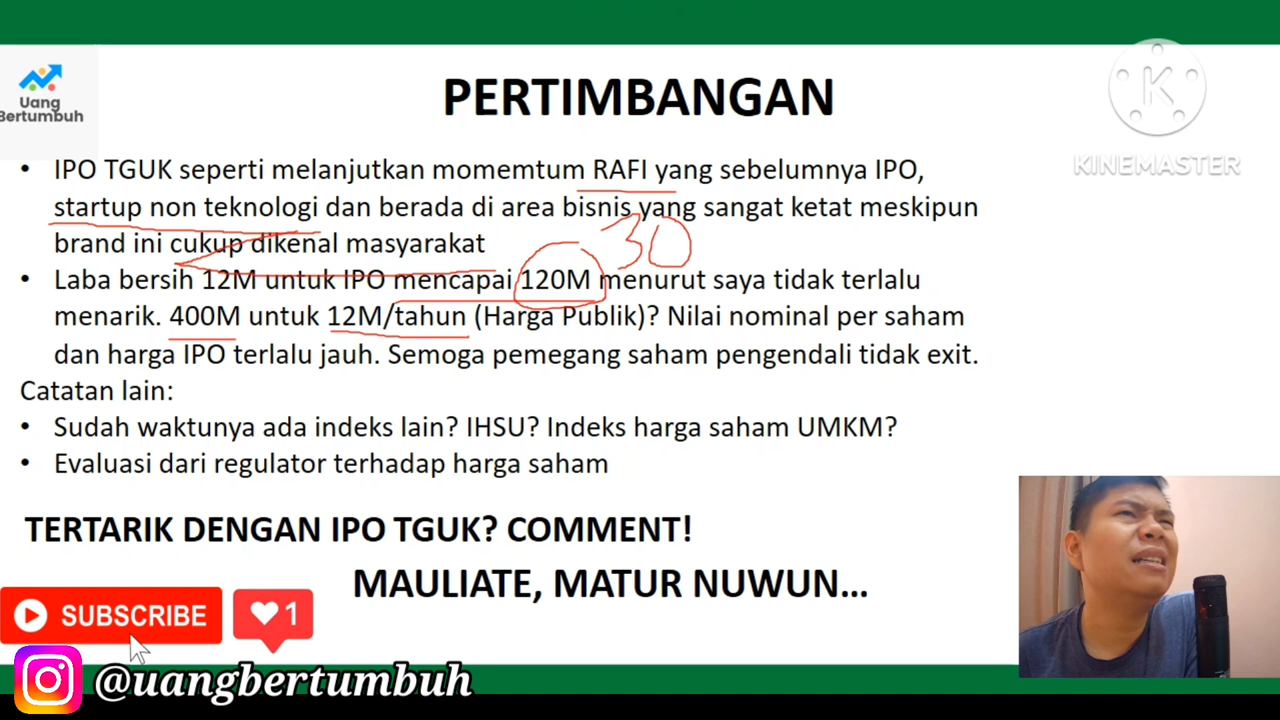 PERTIMBANGAN
KINEMASTER
Uang
Bertumbuh
• IPO TGUK seperti melanjutkan momemtum RAFI yang sebelumnya IPO,
startup non teknologi dan berada di area bisnis yang sangat ketat meskipun
brand ini cukup dikenal masyarakat
30
• Laba bersih 12M untuk IPO mencapai 120M menurut saya tidak terlalu
menarik. 400M untuk 12M/tahun (Harga Publik)? Nilai nominal per saham
dan harga IPO terlalu jauh. Semoga pemegang saham pengendali tidak exit.
Catatan lain:
• Sudah waktunya ada indeks lain? IHSU? Indeks harga saham UMKM?
• Evaluasi dari regulator terhadap harga saham
TERTARIK DENGAN IPO TGUK? COMMENT!
MAULIATE, MATUR NUWUN...
SUBSCRIBE
1
@uangbertumbuh